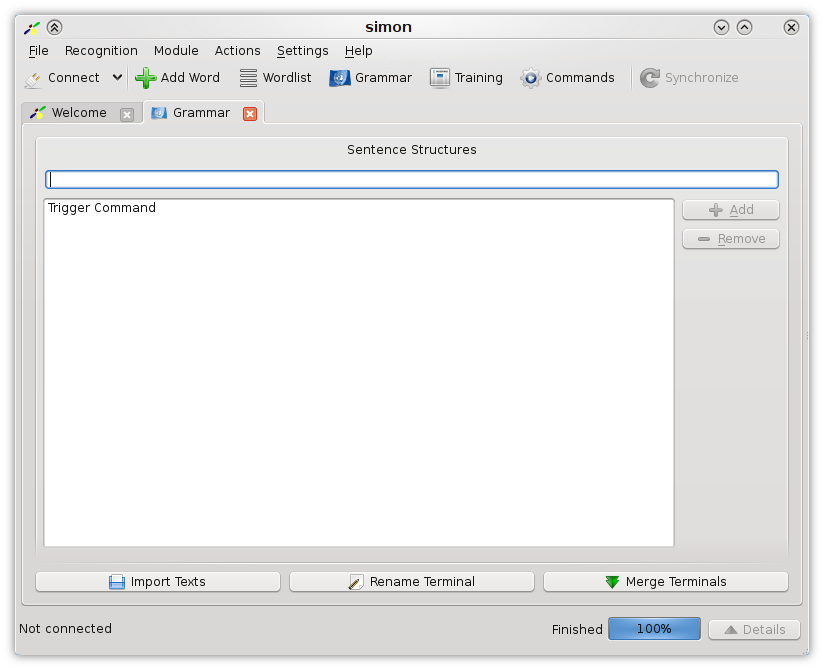 simon
File Recognition Module Actions Settings Help
Connect Add Word Wordlist Grammar Training Commands Synchronize
Welcome Grammar
Sentence Structures
Trigger Command
Add
Remove
Import Texts Rename Terminal Merge Terminals
Not connected Finished 100% Details